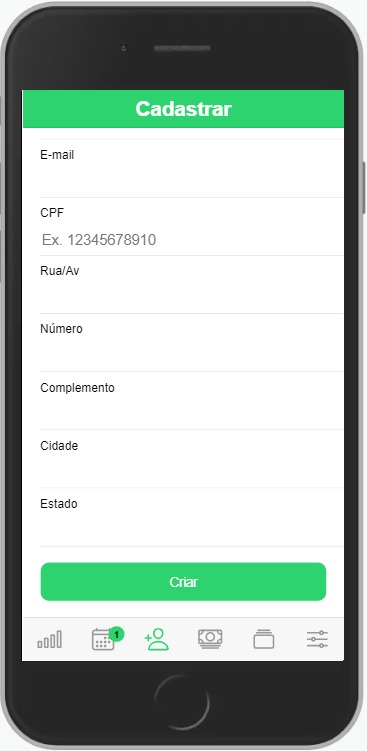 Cadastrar
E-mail
CPF
Ex. 12345678910
Rua/Av
Número
Complemento
Cidade
Estado
Criar
1